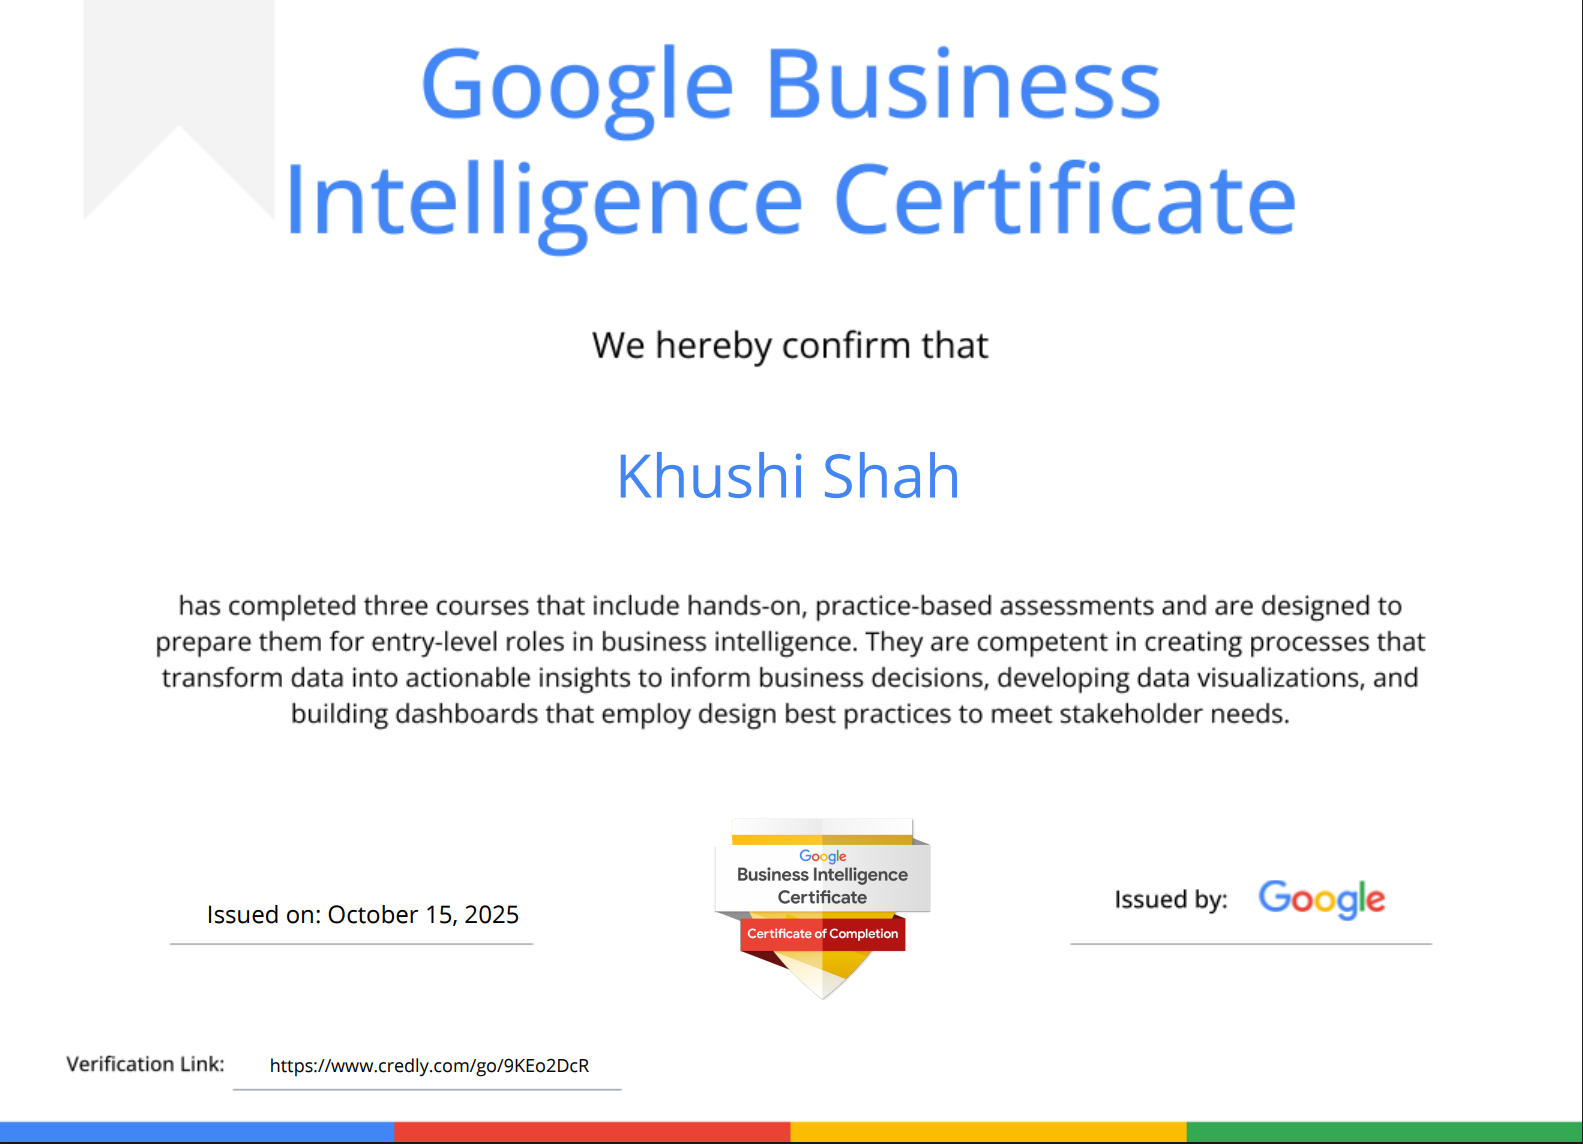 Google Business
Intelligence Certificate
We hereby confirm that
Khushi Shah
has completed three courses that include hands-on, practice-based assessments and are designed to
prepare them for entry-level roles in business intelligence. They are competent in creating processes that
transform data into actionable insights to inform business decisions, developing data visualizations, and
building dashboards that employ design best practices to meet stakeholder needs.
Issued on: October 15, 2025
Google
Business Intelligence
Certificate
Certificate of Completion
Issued by: Google
Verification Link: https://www.credly.com/go/9KEo2DcR